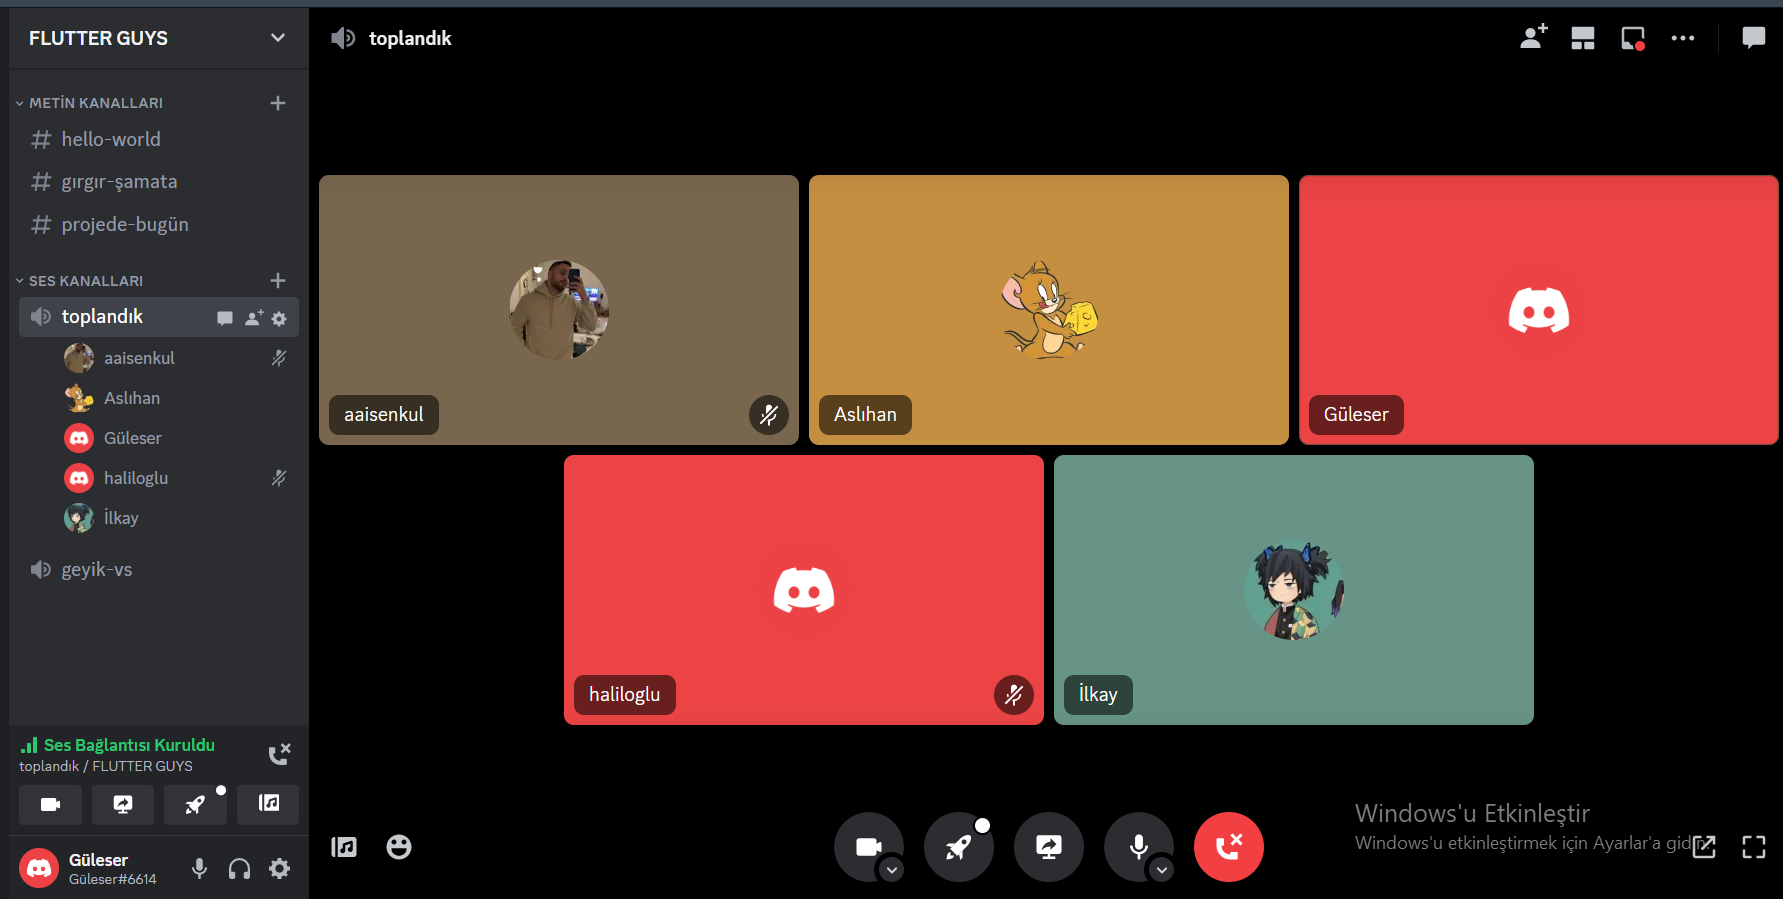 FLUTTER GUYS
METİN KANALLARI
hello-world
gırgır-şamata
projede-bugün
SES KANALLARI
toplandık
aaisenkul
Aslıhan
Güleser
haliloglu
İlkay
geyik-vs
Ses Bağlantısı Kuruldu
toplandık / FLUTTER GUYS
Güleser
Güleser#6614
toplandık
aaisenkul
Aslıhan
Güleser
haliloglu
İlkay
Windows'u Etkinleştir
Windows'u etkinleştirmek için Ayarlar'a gidin.